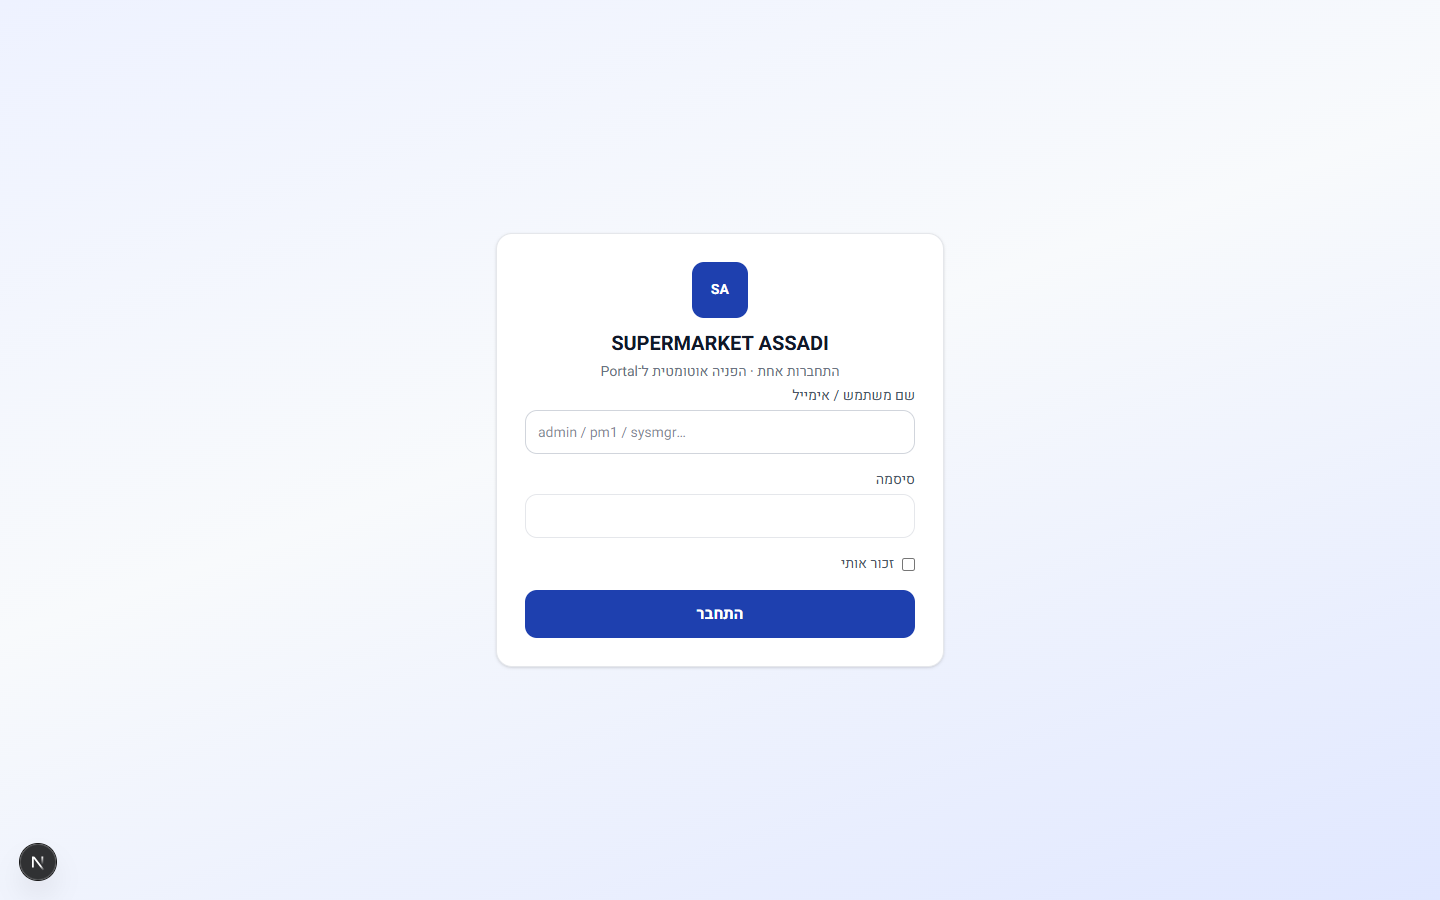 SA
SUPERMARKET ASSADI
התחברות אחת · הפניה אוטומטית ל־Portal
שם משתמש / אימייל
admin / pm1 / sysmgr...
סיסמה
זכור אותי
התחבר
N